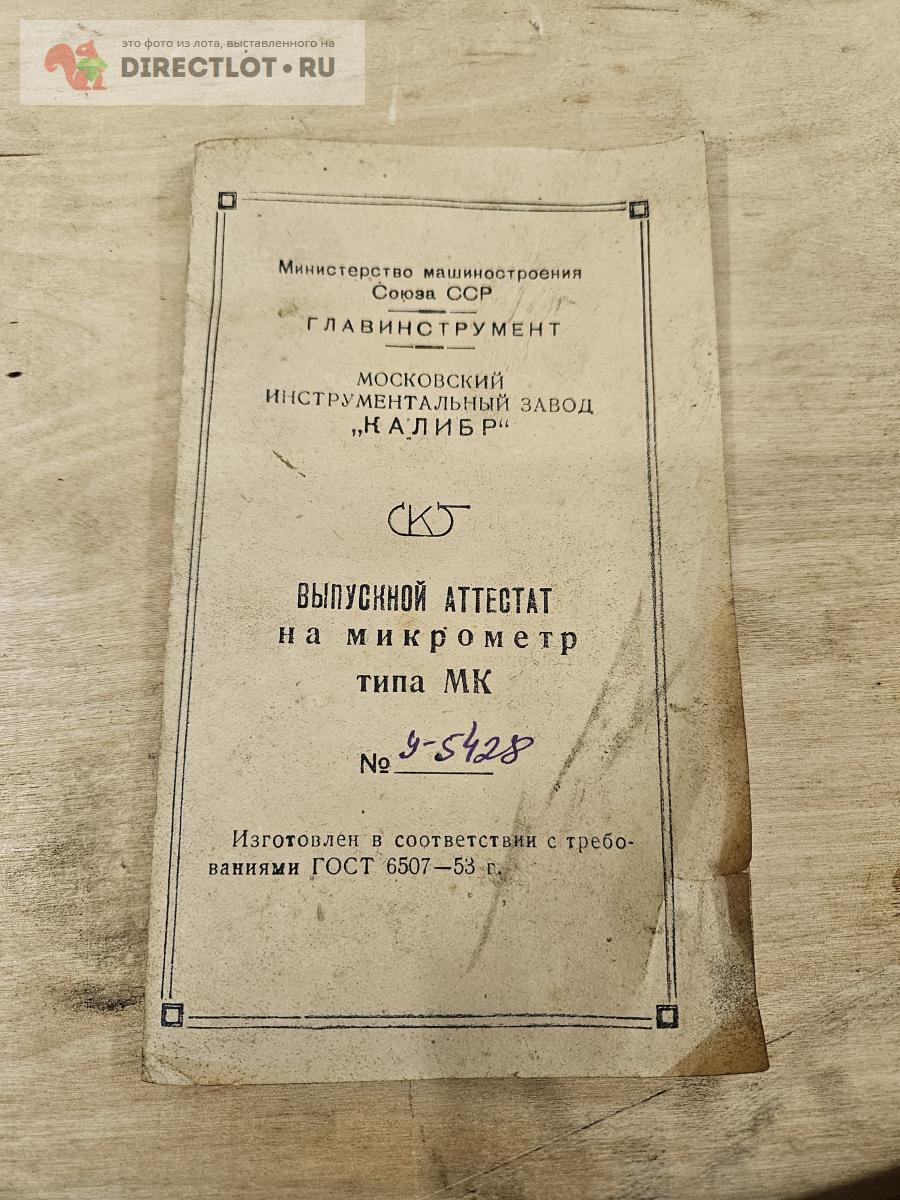 это фото из лота, выставленного на
DIRECTLOT•RU
Министерство машиностроения
Союза ССР
ГЛАВИНСТРУМЕНТ
МОСКОВСКИЙ
ИНСТРУМЕНТАЛЬНЫЙ ЗАВОД
„КАЛИБР“
ВЫПУСКНОЙ АТТЕСТАТ
на микрометр
типа МК
№ У-5428
Изготовлен в соответствии с требо-
ваниями ГОСТ 6507—53 г.